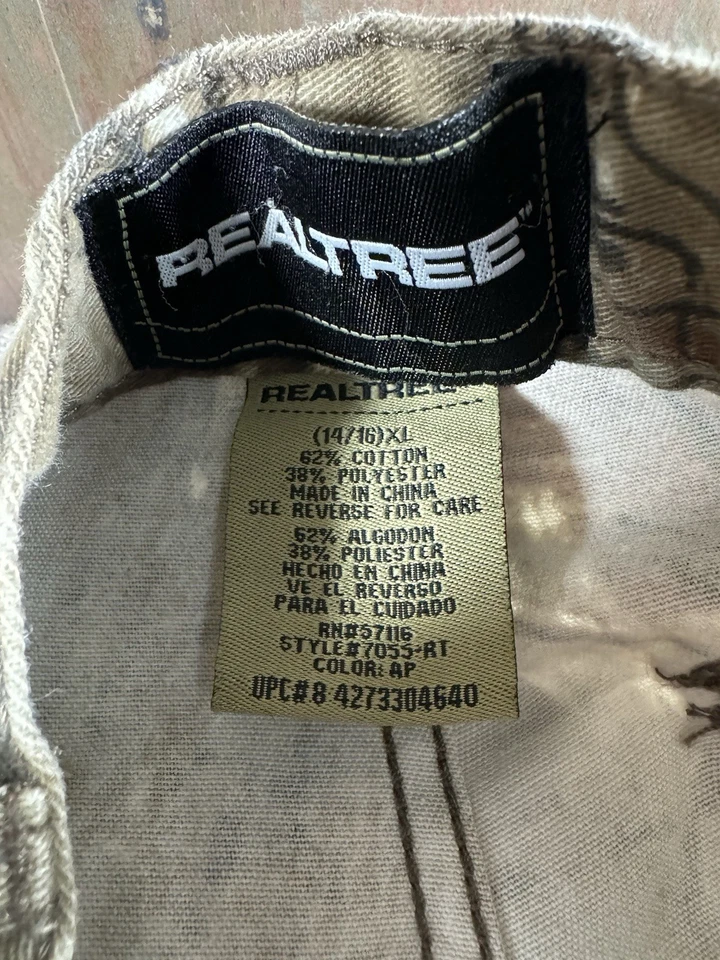 REALTREE™
REALTREE
(14/16)XL
62% COTTON
38% POLYESTER
MADE IN CHINA
SEE REVERSE FOR CARE
62% ALGODON
38% POLIESTER
HECHO EN CHINA
VE EL REVERSO
PARA EL CUIDADO
RN#57116
STYLE#7055-RT
COLOR: AP
UPC# 8 4273304640